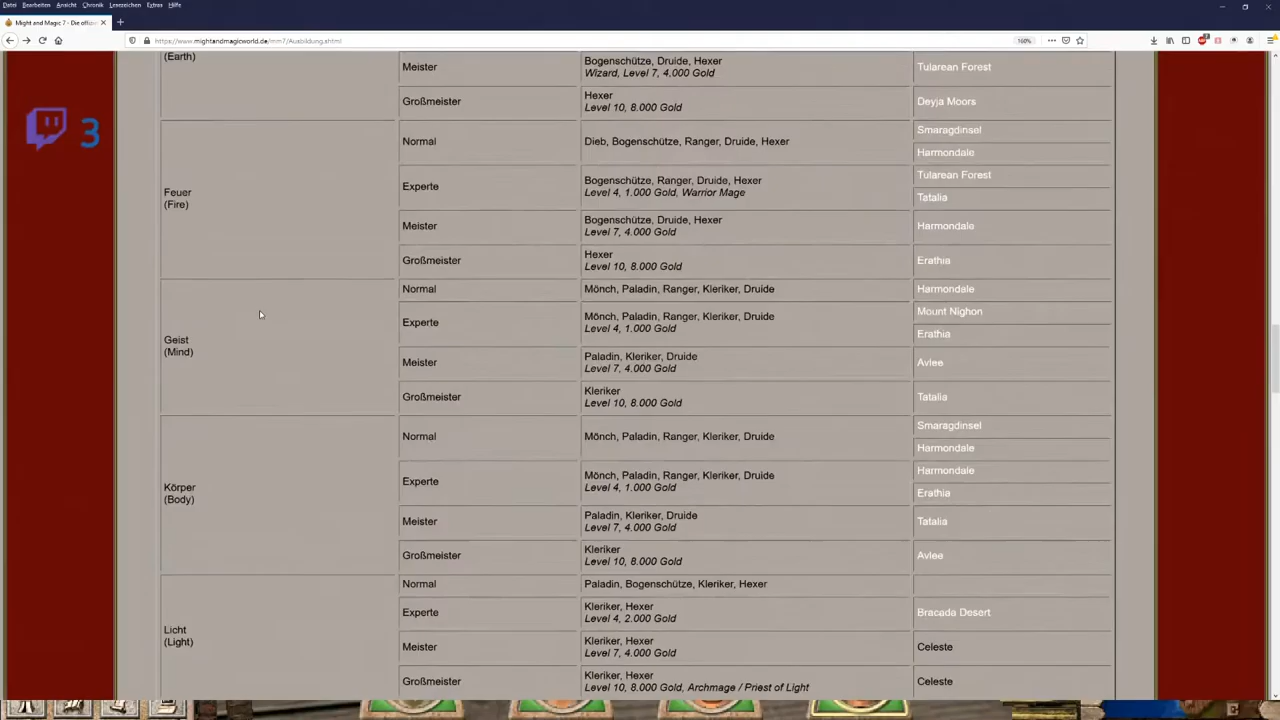 Datei Bearbeiten Ansicht Chronik Lesezeichen Extras Hilfe
Might and Magic 7 - Die offiziel
https://www.mightandmagicworld.de/mm7/Ausbildung.shtml
160%
3
(Earth)
Meister
Bogenschütze, Druide, Hexer
Wizard, Level 7, 4.000 Gold
Tularean Forest
Großmeister
Hexer
Level 10, 8.000 Gold
Deyja Moors
Feuer
(Fire)
Normal
Dieb, Bogenschütze, Ranger, Druide, Hexer
Smaragdinsel
Harmondale
Experte
Bogenschütze, Ranger, Druide, Hexer
Level 4, 1.000 Gold, Warrior Mage
Tularean Forest
Tatalia
Meister
Bogenschütze, Druide, Hexer
Level 7, 4.000 Gold
Harmondale
Großmeister
Hexer
Level 10, 8.000 Gold
Erathia
Geist
(Mind)
Normal
Mönch, Paladin, Ranger, Kleriker, Druide
Harmondale
Experte
Mönch, Paladin, Ranger, Kleriker, Druide
Level 4, 1.000 Gold
Mount Nighon
Erathia
Meister
Paladin, Kleriker, Druide
Level 7, 4.000 Gold
Avlee
Großmeister
Kleriker
Level 10, 8.000 Gold
Tatalia
Körper
(Body)
Normal
Mönch, Paladin, Ranger, Kleriker, Druide
Smaragdinsel
Harmondale
Experte
Mönch, Paladin, Ranger, Kleriker, Druide
Level 4, 1.000 Gold
Harmondale
Erathia
Meister
Paladin, Kleriker, Druide
Level 7, 4.000 Gold
Tatalia
Großmeister
Kleriker
Level 10, 8.000 Gold
Avlee
Licht
(Light)
Normal
Paladin, Bogenschütze, Kleriker, Hexer
Experte
Kleriker, Hexer
Level 4, 2.000 Gold
Bracada Desert
Meister
Kleriker, Hexer
Level 7, 4.000 Gold
Celeste
Großmeister
Kleriker, Hexer
Level 10, 8.000 Gold, Archmage / Priest of Light
Celeste